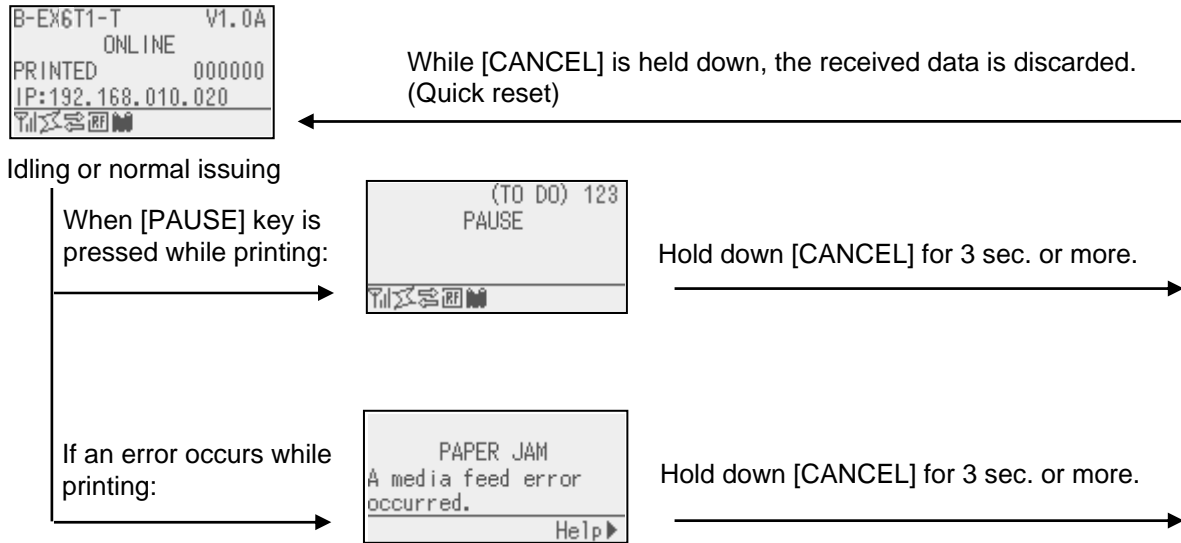 B-EX6T1-T V1.0A
ONLINE
PRINTED 000000
IP:192.168.010.020
RF
While [CANCEL] is held down, the received data is discarded.
(Quick reset)
Idling or normal issuing
When [PAUSE] key is
pressed while printing:
(TO DO) 123
PAUSE
RF
Hold down [CANCEL] for 3 sec. or more.
If an error occurs while
printing:
PAPER JAM
A media feed error
occurred.
Help▶
Hold down [CANCEL] for 3 sec. or more.